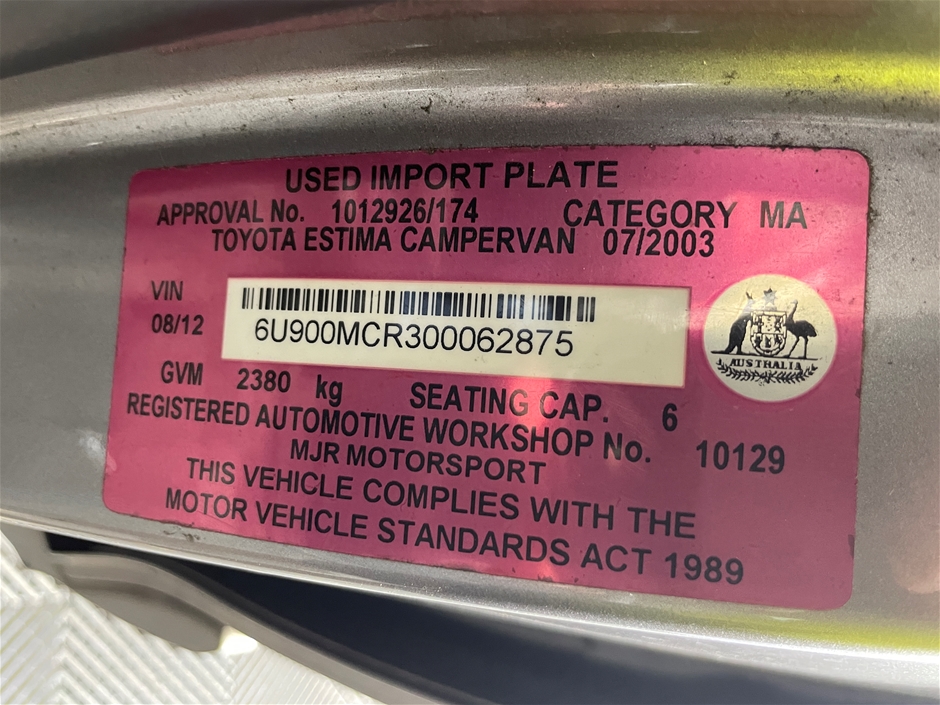 USED IMPORT PLATE
APPROVAL No. 1012926/174 CATEGORY MA
TOYOTA ESTIMA CAMPERVAN 07/2003
VIN
08/12
6U900MCR300062875
AUSTRALIA
GVM 2380 kg SEATING CAP. 6
REGISTERED AUTOMOTIVE WORKSHOP No. 10129
MJR MOTORSPORT
THIS VEHICLE COMPLIES WITH THE
MOTOR VEHICLE STANDARDS ACT 1989